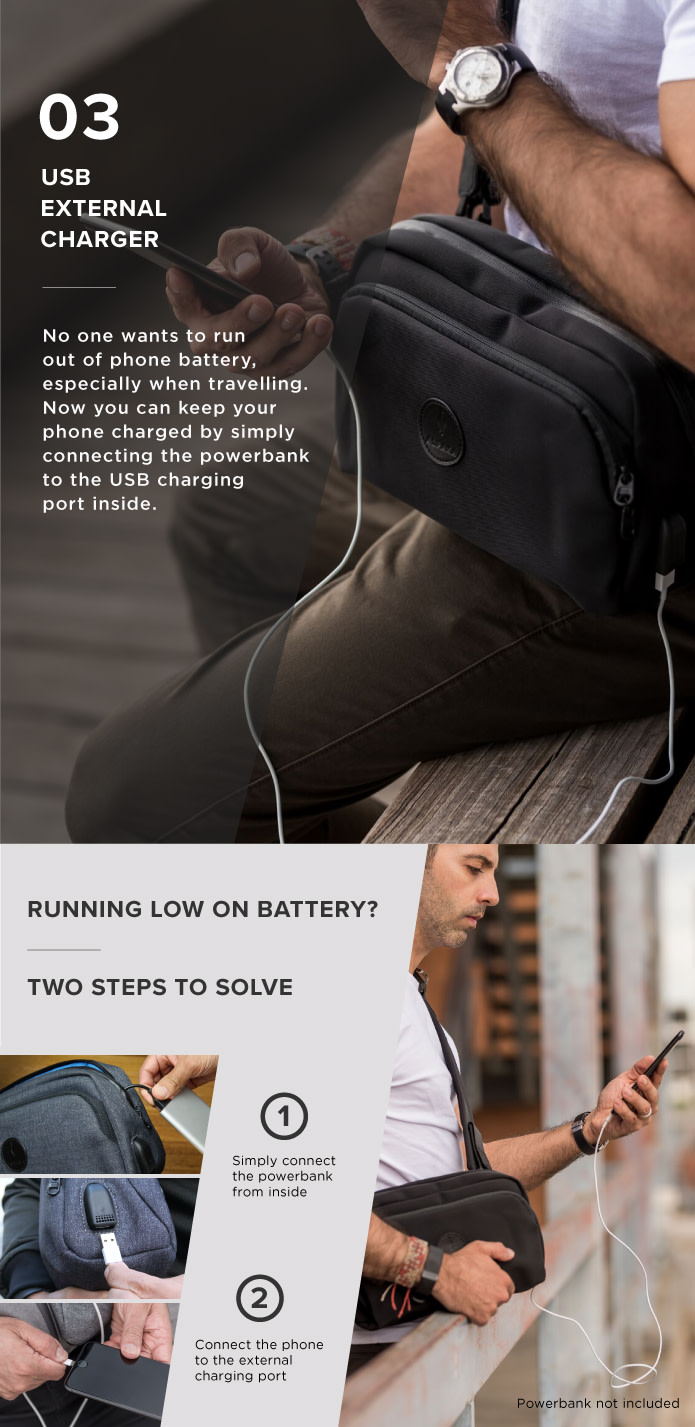 03
USB
EXTERNAL
CHARGER
No one wants to run
out of phone battery,
especially when travelling.
Now you can keep your
phone charged by simply
connecting the powerbank
to the USB charging
port inside.
RUNNING LOW ON BATTERY?
TWO STEPS TO SOLVE
1
Simply connect
the powerbank
from inside
2
Connect the phone
to the external
charging port
Powerbank not included